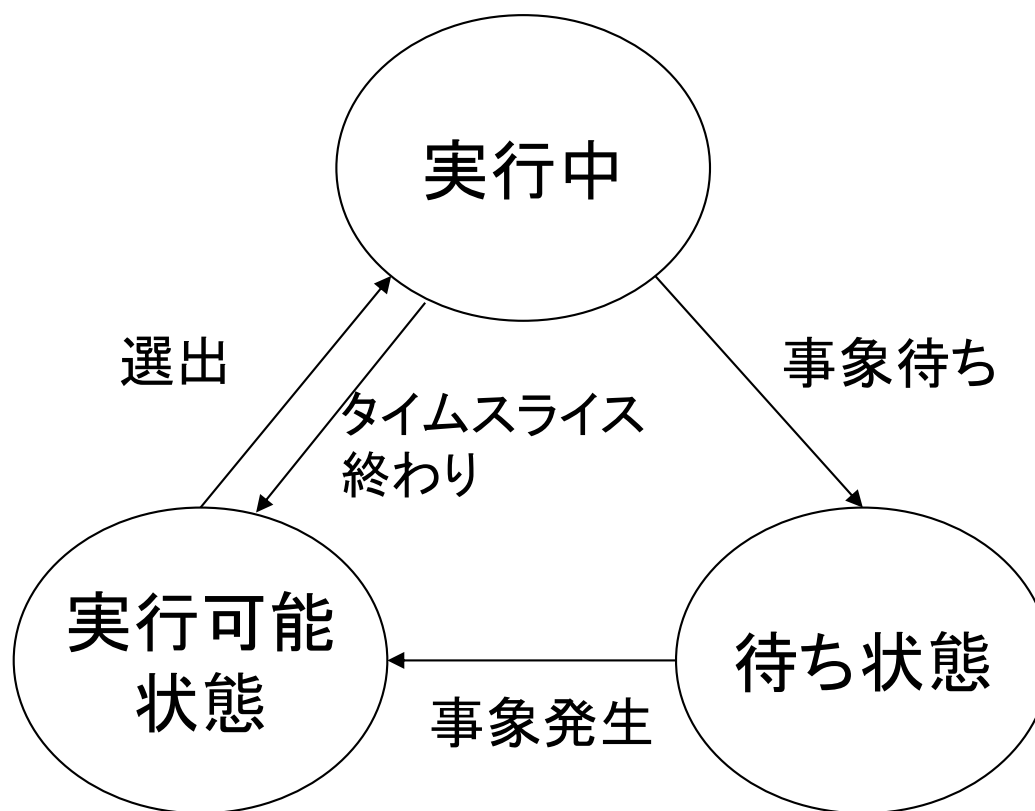 実行中
選出
事象待ち
タイムスライス
終わり
実行可能
状態
待ち状態
事象発生